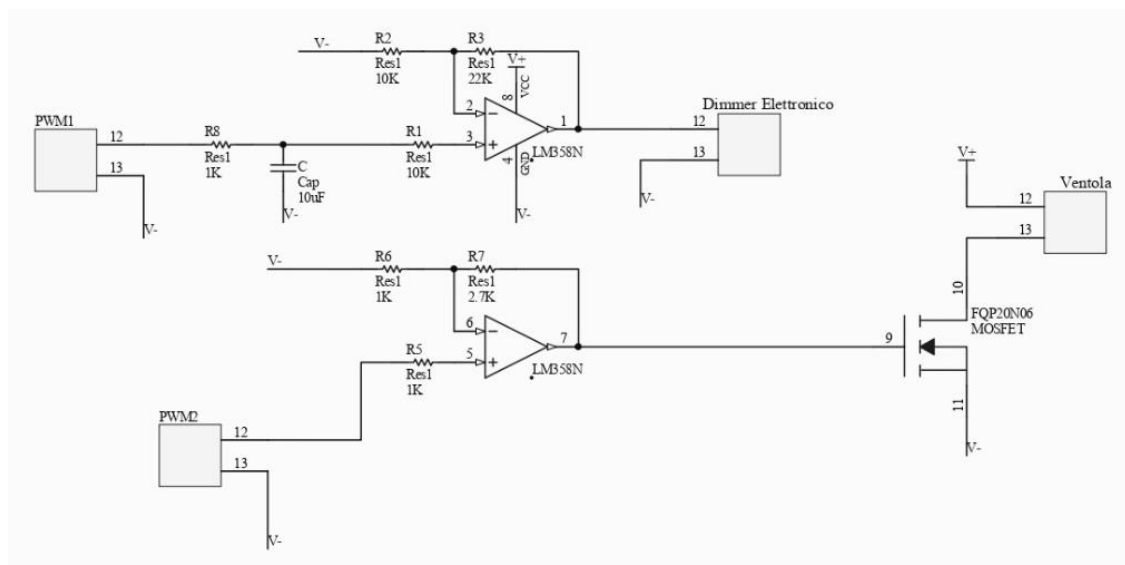 V-
R2
Res1
10K
R3
Res1
22K
V+
VCC
8
2
3
1
4
GND
LM358N
V-
PWM1
12
13
V-
R8
Res1
1K
C
Cap
10uF
V-
R1
Res1
10K
Dimmer Elettronico
12
13
V-
V+
Ventola
12
13
V-
R6
Res1
1K
R7
Res1
2.7K
6
5
7
LM358N
R5
Res1
1K
PWM2
12
13
V-
9
10
FQP20N06
MOSFET
11
V-